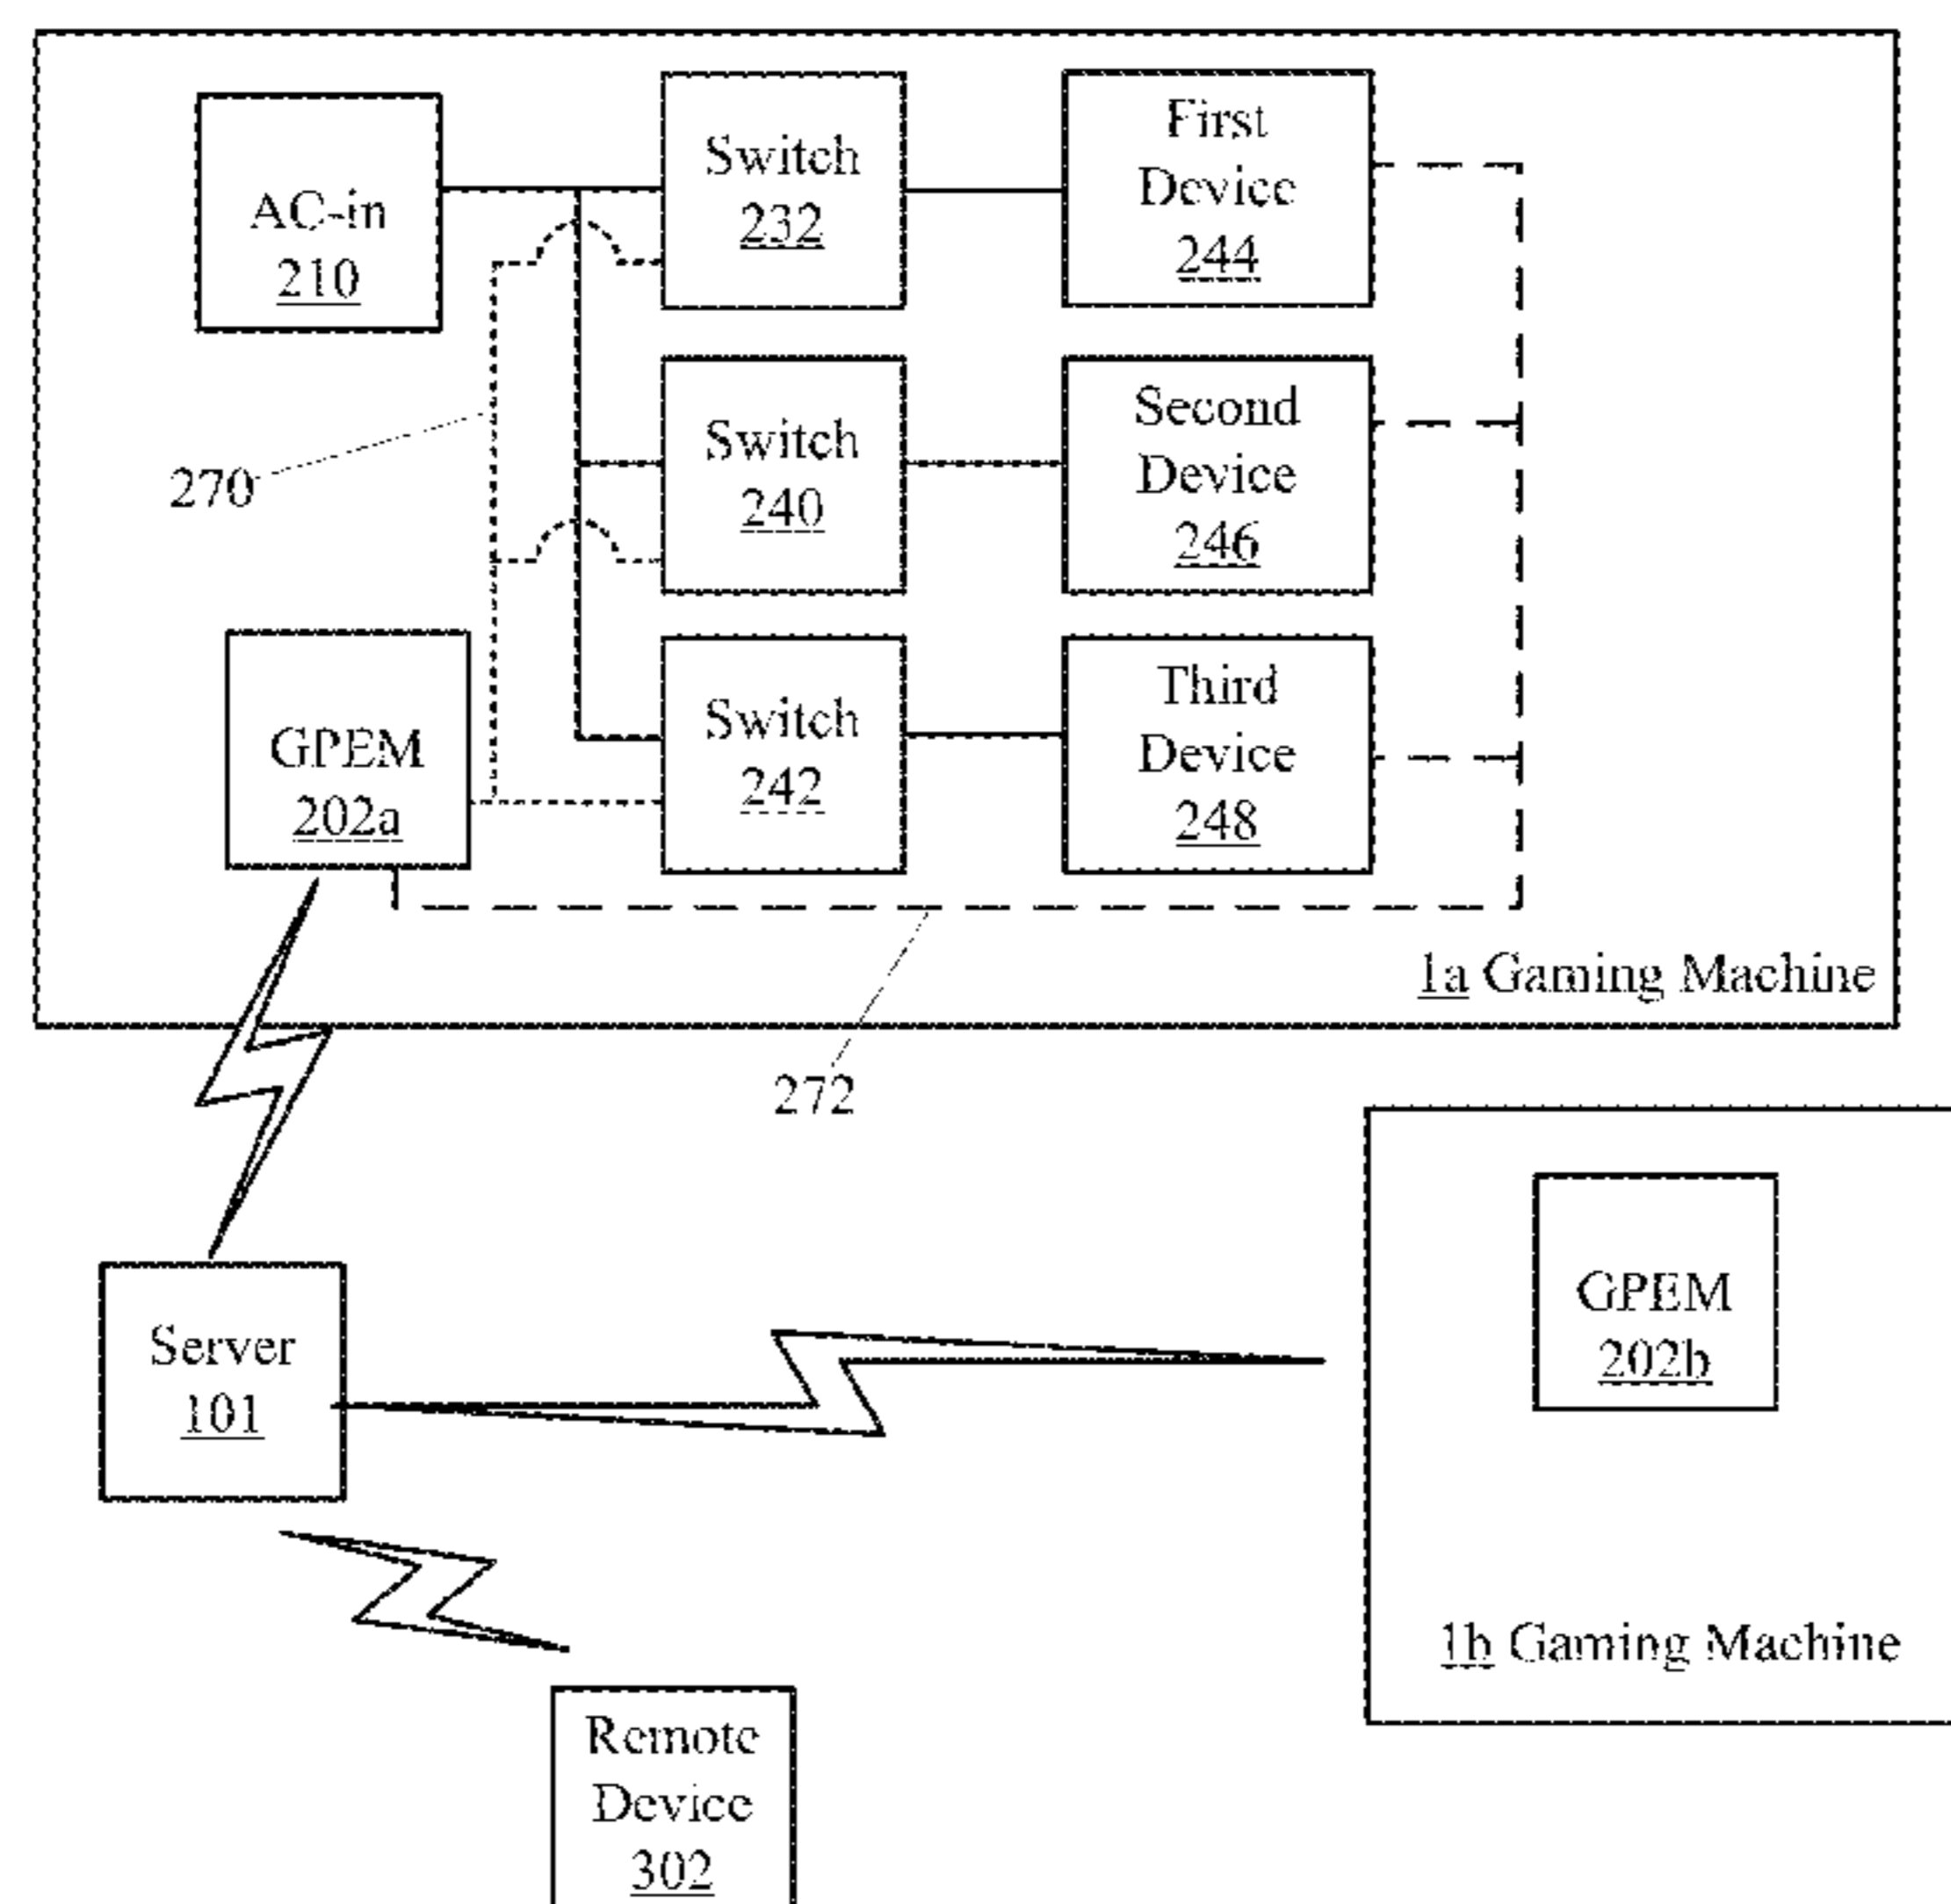 AC-in
210
Switch
232
First
Device
244
270
Switch
240
Second
Device
246
GPEM
202a
Switch
242
Third
Device
248
1a Gaming Machine
272
Server
101
GPEM
202b
1b Gaming Machine
Remote
Device
302